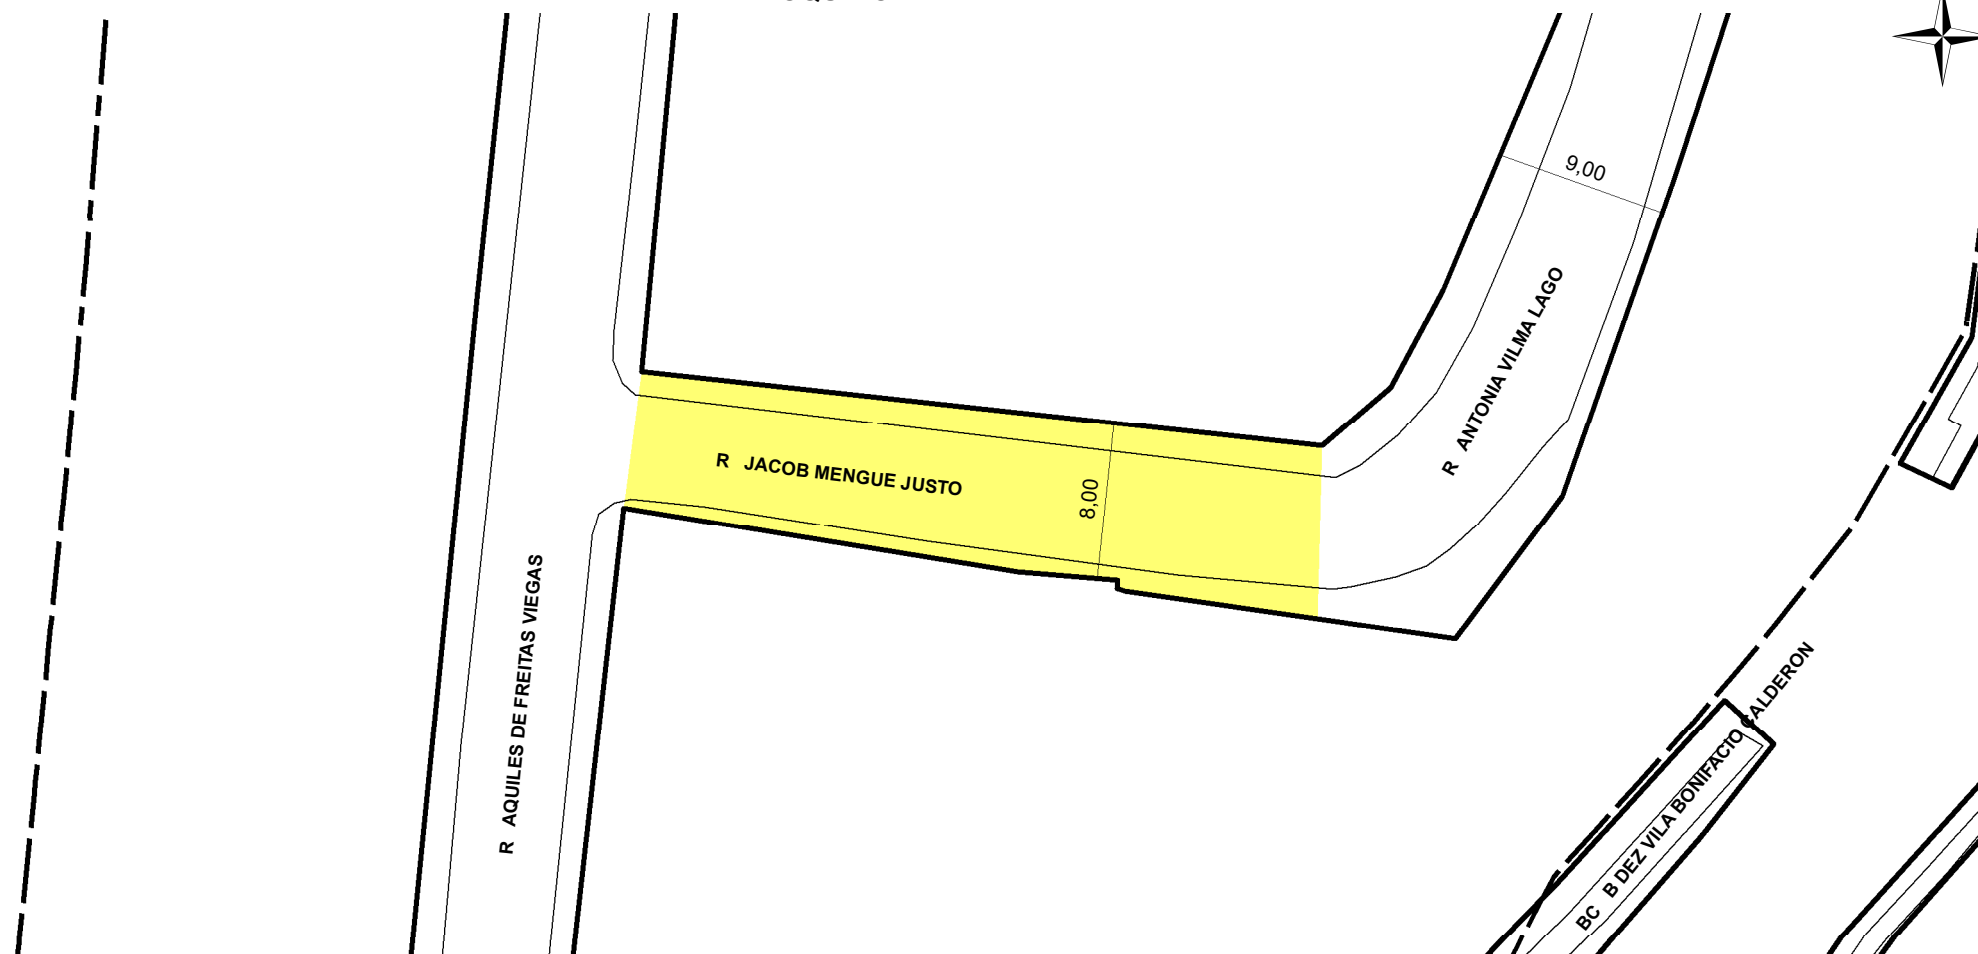 9,00
R ANTONIA VILMA LAGO
R JACOB MENGUE JUSTO
8,00
R AQUILES DE FREITAS VIEGAS
BC B DEZ VILA BONIFACIO CALDERON